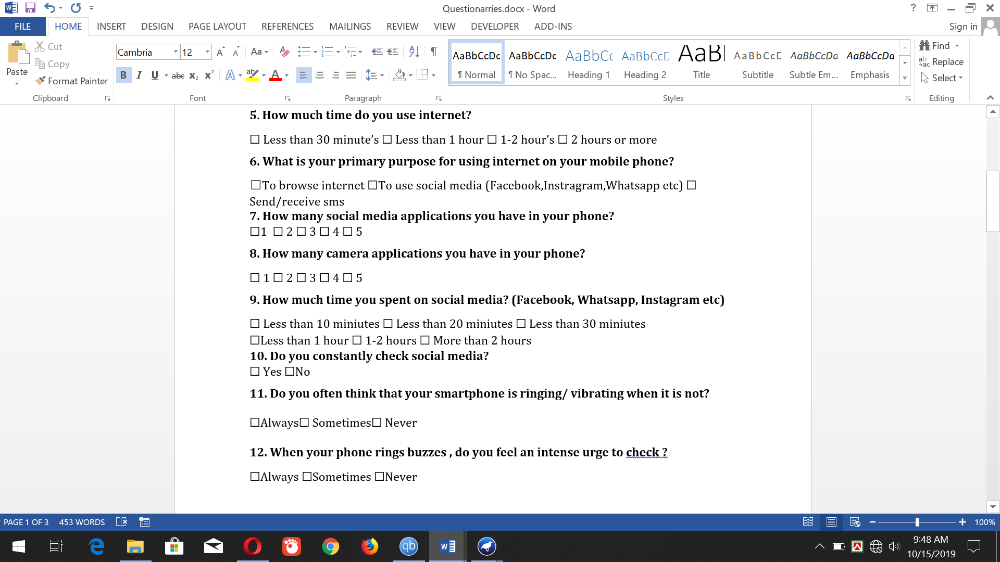 Questionarries.docx - Word
?
FILE HOME INSERT DESIGN PAGE LAYOUT REFERENCES MAILINGS REVIEW VIEW DEVELOPER ADD-INS Sign in
Paste
Cut
Copy
Format Painter
Clipboard
Cambria 12
B I U abc X₂ X²
Font
Paragraph
AaBbCcDc AaBbCcDc AaBbCc AaBbCcD AaBl AaBbCcD AaBbCcDa AaBbCcDa
¶ Normal ¶ No Spac... Heading 1 Heading 2 Title Subtitle Subtle Em... Emphasis
Styles
Find
Replace
Select
Editing
5. How much time do you use internet?
☐ Less than 30 minute’s ☐ Less than 1 hour ☐ 1-2 hour’s ☐ 2 hours or more
6. What is your primary purpose for using internet on your mobile phone?
☐To browse internet ☐To use social media (Facebook,Instragram,Whatsapp etc) ☐
Send/receive sms
7. How many social media applications you have in your phone?
☐1 ☐ 2 ☐ 3 ☐ 4 ☐ 5
8. How many camera applications you have in your phone?
☐ 1 ☐ 2 ☐ 3 ☐ 4 ☐ 5
9. How much time you spent on social media? (Facebook, Whatsapp, Instagram etc)
☐ Less than 10 miniutes ☐ Less than 20 miniutes ☐ Less than 30 miniutes
☐Less than 1 hour ☐ 1-2 hours ☐ More than 2 hours
10. Do you constantly check social media?
☐ Yes ☐No
11. Do you often think that your smartphone is ringing/ vibrating when it is not?
☐Always☐ Sometimes☐ Never
12. When your phone rings buzzes , do you feel an intense urge to check ?
☐Always ☐Sometimes ☐Never
PAGE 1 OF 3 453 WORDS 100%
9:48 AM
10/15/2019